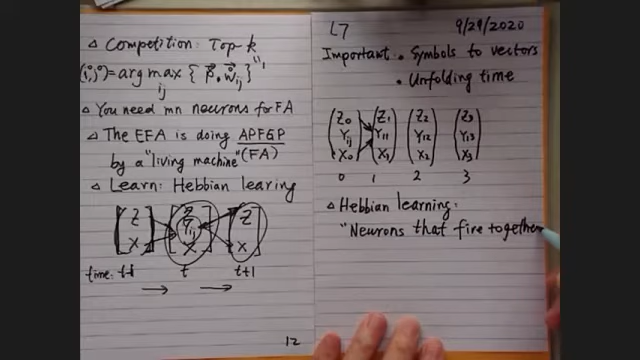 △ Competition: Top k
(i,j)=arg max { p⃗ · w⃗ij } "1
ij
△ You need mn neurons for FA
△ The EFA is doing APFGP
by a "living machine" (FA)
△ Learn: Hebbian learing
Z Z Z
Yij
X X X
time: t-1 t t+1
12
L7 9/29/2020
Important • Symbols to vectors
• Unfolding time
Z0 Z1 Z2 Z3
Yij Y11 Y12 Y13
X0 X1 X2 X3
0 1 2 3
△ Hebbian learning:
"Neurons that fire together